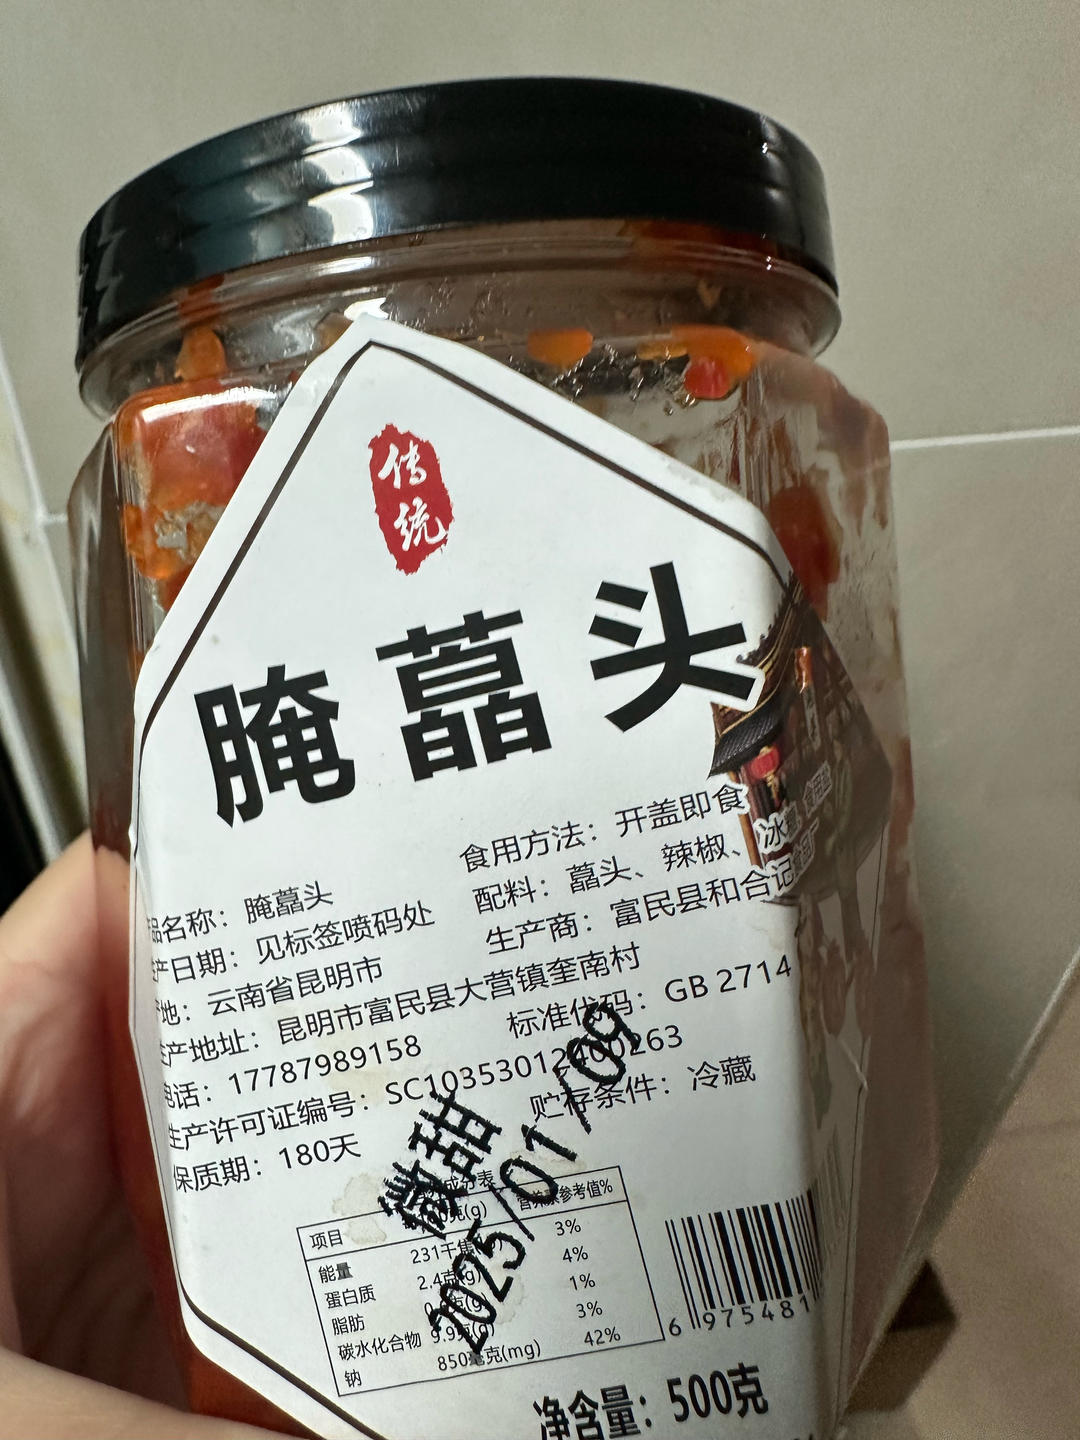 传统
腌藠头
食用方法：开盖即食
配料：藠头、辣椒、冰
食用盐
生产商：富民县和合记食品厂
品名称：腌藠头
生产日期：见标签喷码处
地：云南省昆明市
生产地址：昆明市富民县大营镇奎南村
标准代码：GB 2714
电话：17787989158
生产许可证编号：SC10353012400263
贮存条件：冷藏
保质期：180天
微甜
2025/01/09
成分表
项目 克(g) 营养素参考值%
能量 231千焦 3%
蛋白质 2.4克(g) 4%
脂肪 克(g) 1%
碳水化合物 9.9克(g) 3%
钠 850毫克(mg) 42%
6 975481
净含量：500克